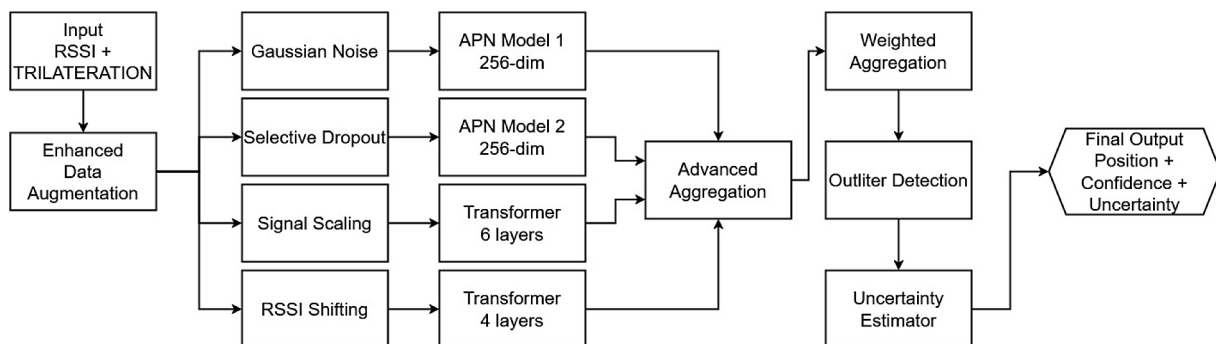 Input
RSSI +
TRILATERATION
Enhanced
Data
Augmentation
Gaussian Noise
Selective Dropout
Signal Scaling
RSSI Shifting
APN Model 1
256-dim
APN Model 2
256-dim
Transformer
6 layers
Transformer
4 layers
Advanced
Aggregation
Weighted
Aggregation
Outliter Detection
Uncertainty
Estimator
Final Output
Position +
Confidence +
Uncertainty